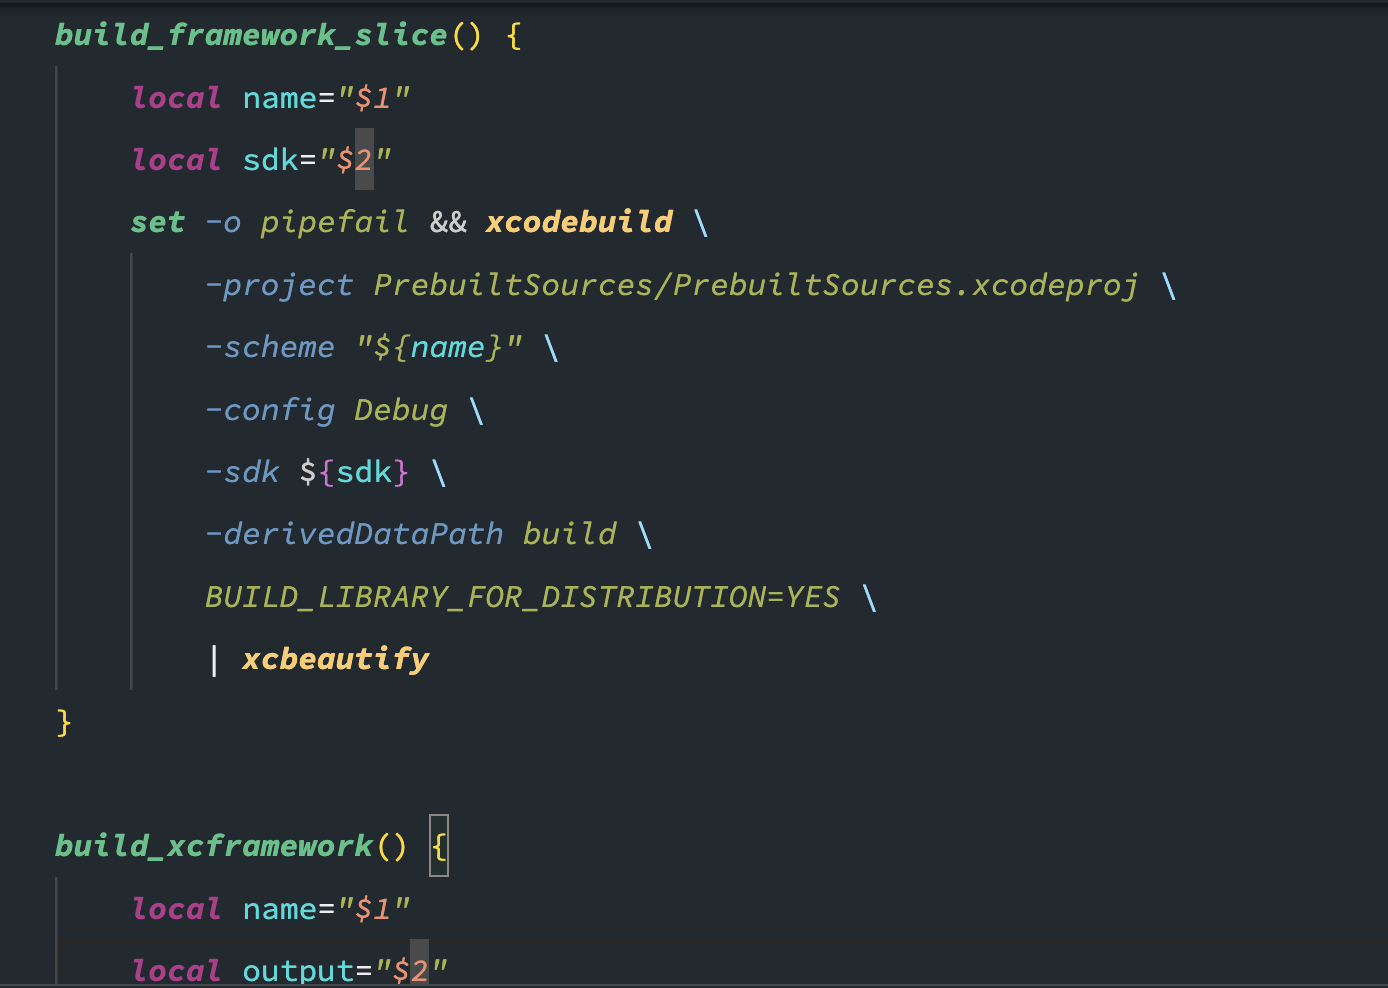 build_framework_slice() {
local name="$1"
local sdk="$2"
set -o pipefail && xcodebuild \
-project PrebuiltSources/PrebuiltSources.xcodeproj \
-scheme "${name}" \
-config Debug \
-sdk ${sdk} \
-derivedDataPath build \
BUILD_LIBRARY_FOR_DISTRIBUTION=YES \
| xcbeautify
}
build_xcframework() {
local name="$1"
local output="$2"